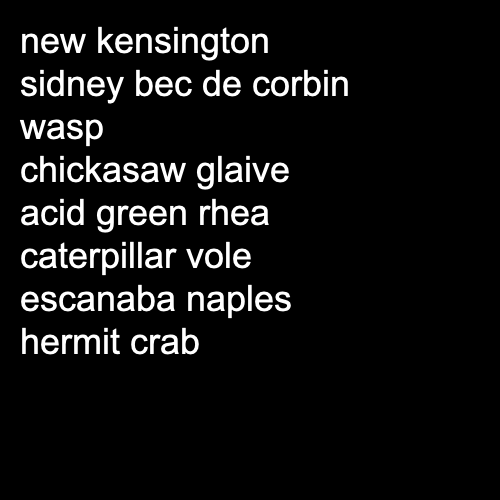 new kensington
sidney bec de corbin
wasp
chickasaw glaive
acid green rhea
caterpillar vole
escanaba naples
hermit crab